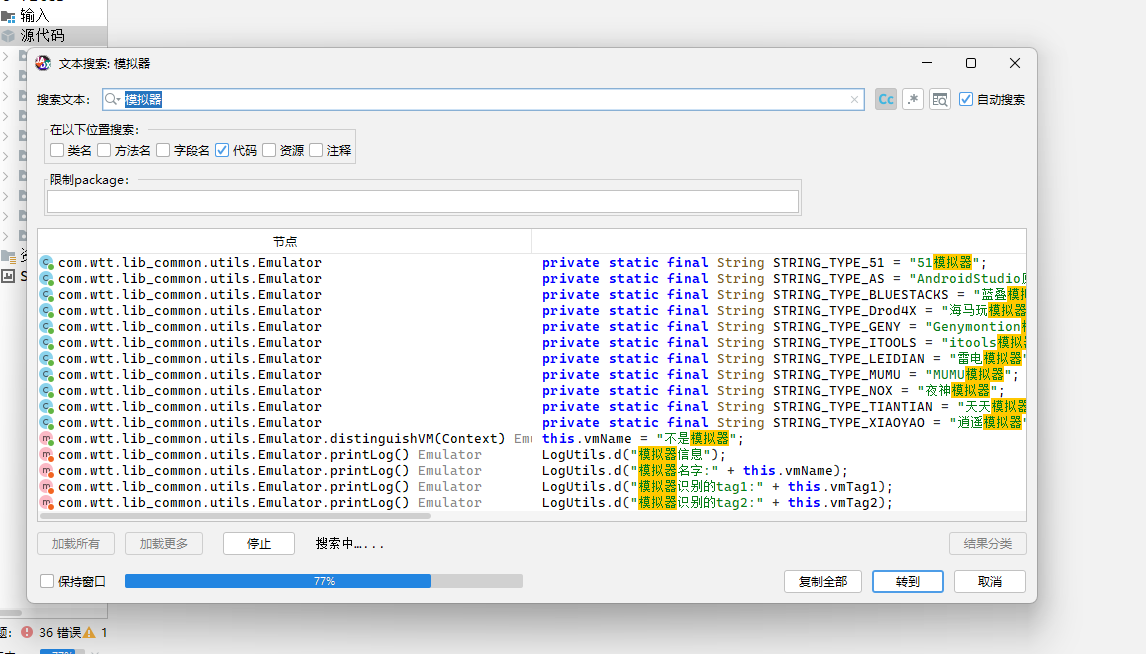 输入
源代码
文本搜索: 模拟器
搜索文本: 模拟器 Cc .* 自动搜索
在以下位置搜索:
类名 方法名 字段名 代码 资源 注释
限制package:
节点
com.wtt.lib_common.utils.Emulator private static final String STRING_TYPE_51 = "51模拟器";
com.wtt.lib_common.utils.Emulator private static final String STRING_TYPE_AS = "AndroidStudio
com.wtt.lib_common.utils.Emulator private static final String STRING_TYPE_BLUESTACKS = "蓝叠模拟
com.wtt.lib_common.utils.Emulator private static final String STRING_TYPE_Drod4X = "海马玩模拟器
com.wtt.lib_common.utils.Emulator private static final String STRING_TYPE_GENY = "Genymontion模
com.wtt.lib_common.utils.Emulator private static final String STRING_TYPE_ITOOLS = "itools模拟器
com.wtt.lib_common.utils.Emulator private static final String STRING_TYPE_LEIDIAN = "雷电模拟器"
com.wtt.lib_common.utils.Emulator private static final String STRING_TYPE_MUMU = "MUMU模拟器";
com.wtt.lib_common.utils.Emulator private static final String STRING_TYPE_NOX = "夜神模拟器";
com.wtt.lib_common.utils.Emulator private static final String STRING_TYPE_TIANTIAN = "天天模拟器
com.wtt.lib_common.utils.Emulator private static final String STRING_TYPE_XIAOYAO = "逍遥模拟器"
com.wtt.lib_common.utils.Emulator.distinguishVM(Context) Em this.vmName = "不是模拟器";
com.wtt.lib_common.utils.Emulator.printLog() Emulator LogUtils.d("模拟器信息");
com.wtt.lib_common.utils.Emulator.printLog() Emulator LogUtils.d("模拟器名字:" + this.vmName);
com.wtt.lib_common.utils.Emulator.printLog() Emulator LogUtils.d("模拟器识别的tag1:" + this.vmTag1);
com.wtt.lib_common.utils.Emulator.printLog() Emulator LogUtils.d("模拟器识别的tag2:" + this.vmTag2);
加载所有 加载更多 停止 搜索中…... 结果分类
保持窗口 77% 复制全部 转到 取消
题: 36 错误 1
77%